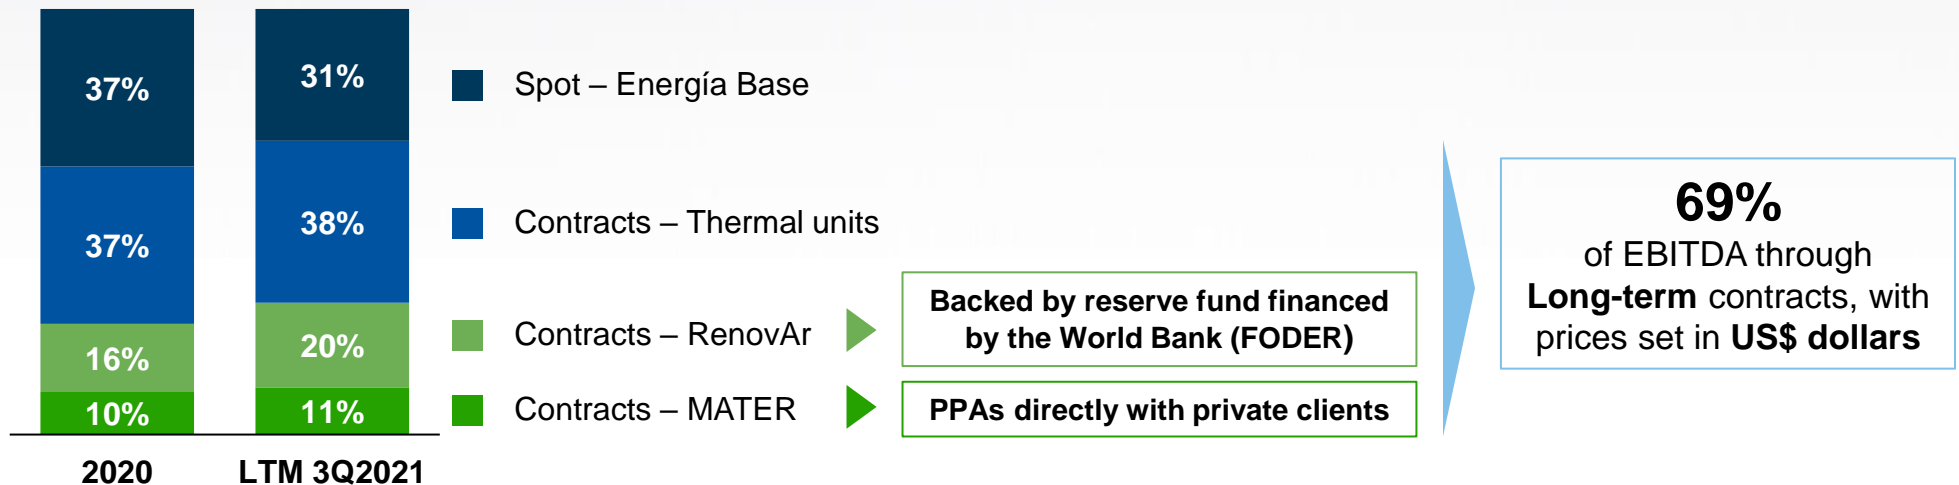 37%
37%
16%
10%
2020
31%
38%
20%
11%
LTM 3Q2021
Spot – Energía Base
Contracts – Thermal units
Contracts – RenovAr
Contracts – MATER
Backed by reserve fund financed
by the World Bank (FODER)
PPAs directly with private clients
69%
of EBITDA through
Long-term contracts, with
prices set in US$ dollars